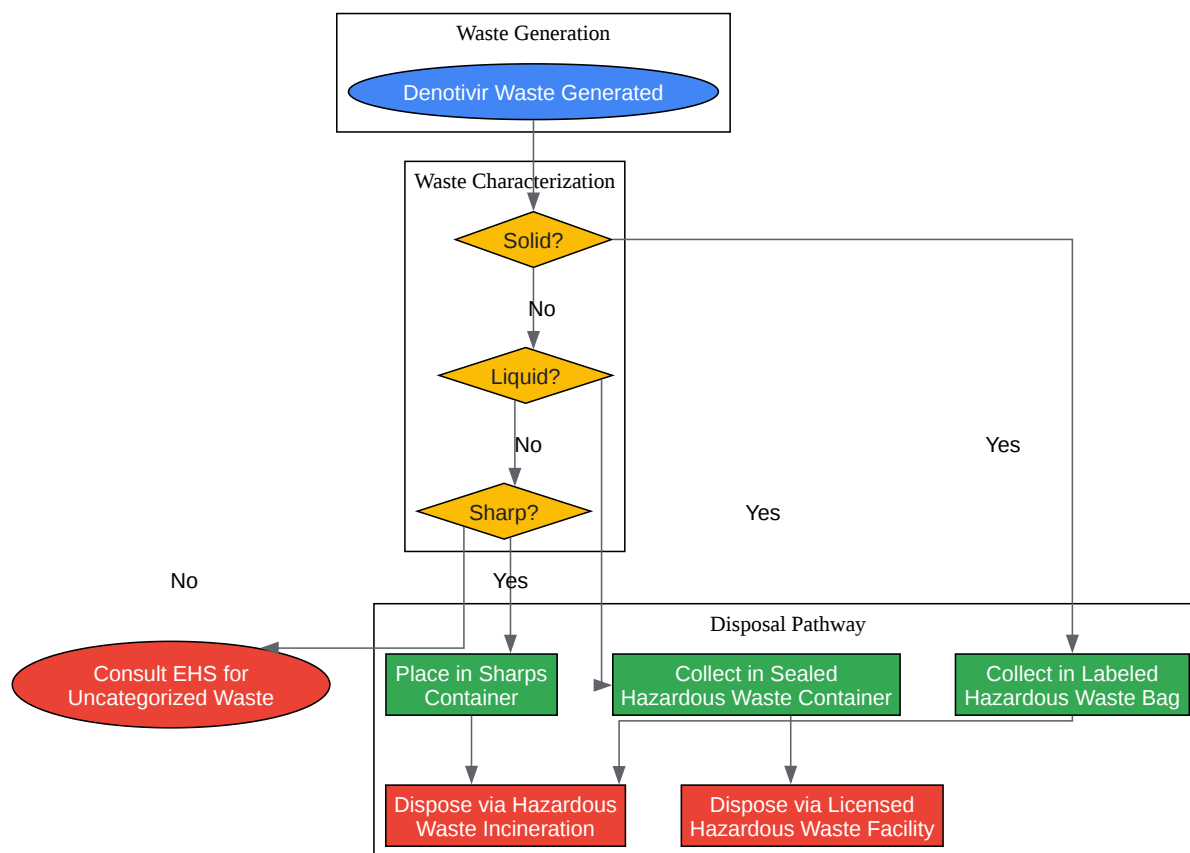 Waste Generation
Denotivir Waste Generated
Waste Characterization
Solid?
No
Liquid?
No
Yes
Sharp?
Yes
No
Yes
Disposal Pathway
Consult EHS for
Uncategorized Waste
Place in Sharps
Container
Collect in Sealed
Hazardous Waste Container
Collect in Labeled
Hazardous Waste Bag
Dispose via Hazardous
Waste Incineration
Dispose via Licensed
Hazardous Waste Facility